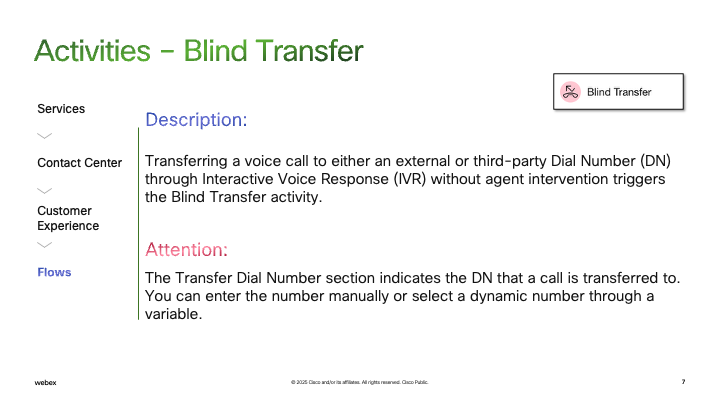 Activities – Blind Transfer
Blind Transfer
Services
Contact Center
Customer
Experience
Flows
Description:
Transferring a voice call to either an external or third-party Dial Number (DN)
through Interactive Voice Response (IVR) without agent intervention triggers
the Blind Transfer activity.
Attention:
The Transfer Dial Number section indicates the DN that a call is transferred to.
You can enter the number manually or select a dynamic number through a
variable.
webex
© 2025 Cisco and/or its affiliates. All rights reserved. Cisco Public.
7